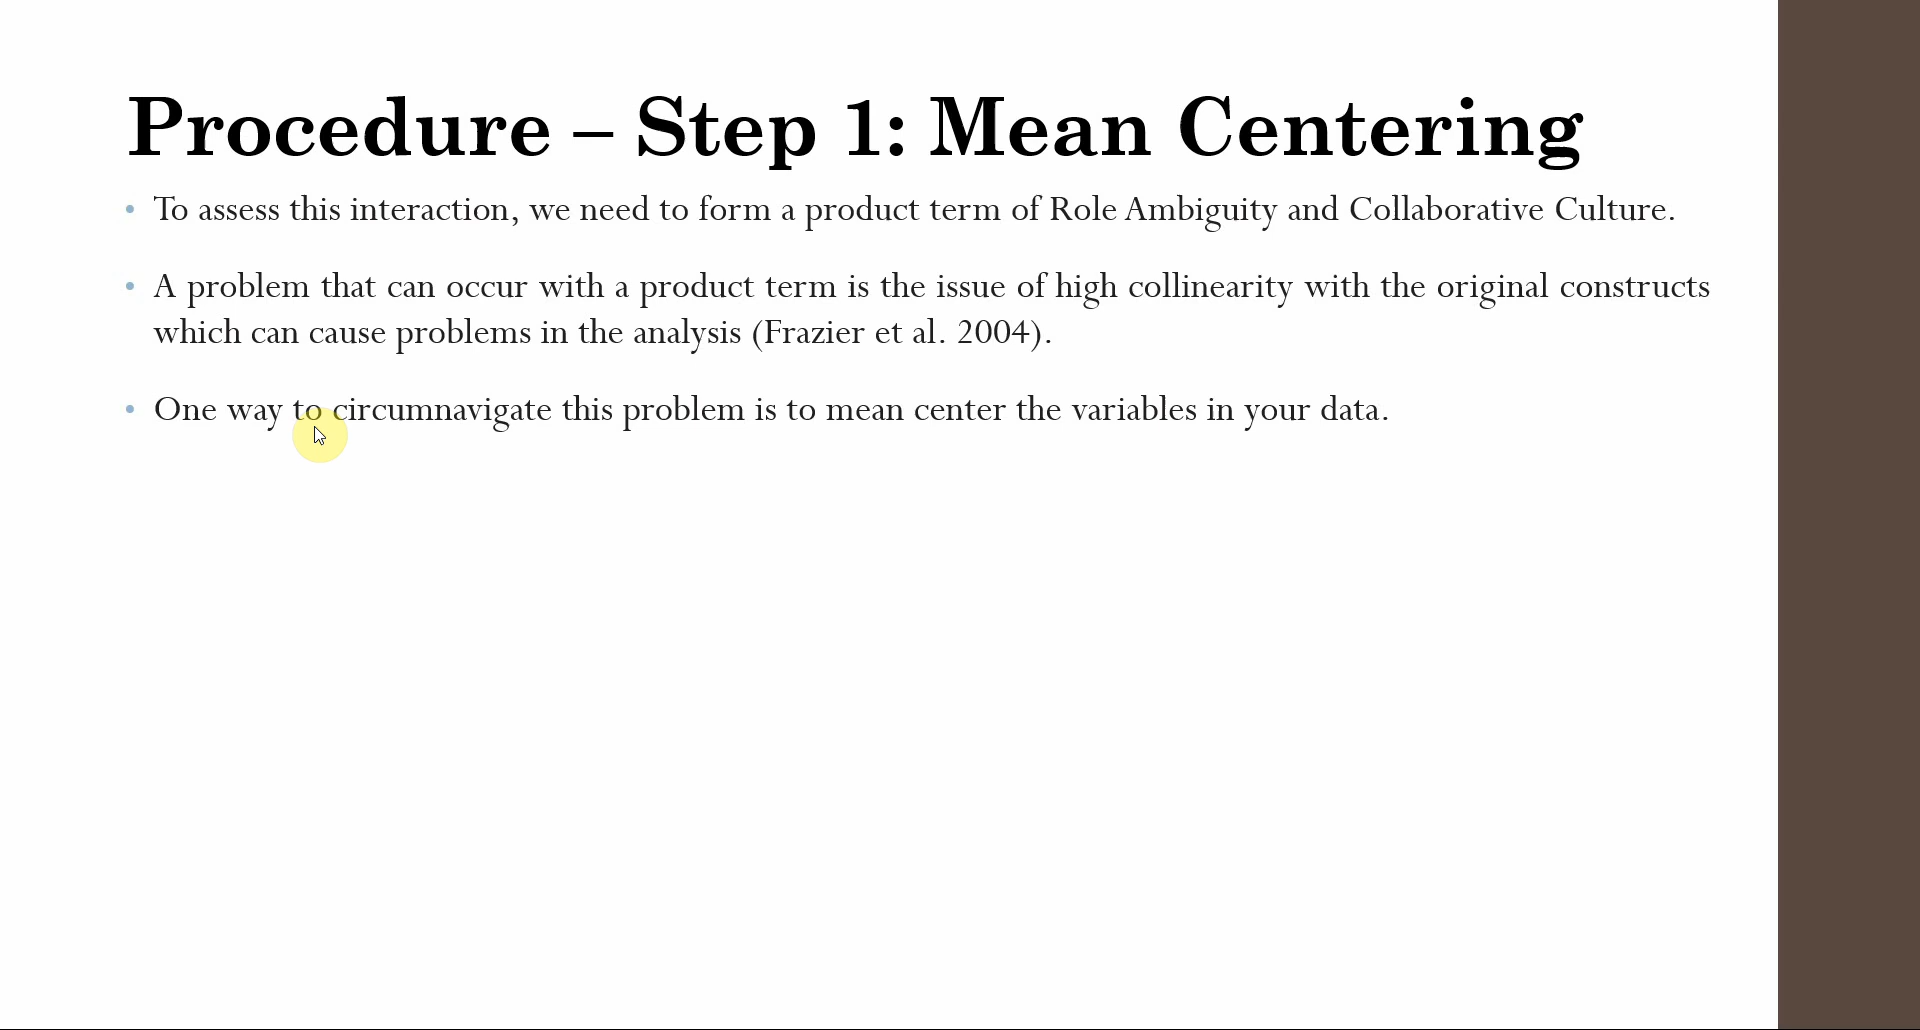 Procedure – Step 1: Mean Centering
• To assess this interaction, we need to form a product term of Role Ambiguity and Collaborative Culture.
• A problem that can occur with a product term is the issue of high collinearity with the original constructs
which can cause problems in the analysis (Frazier et al. 2004).
• One way to circumnavigate this problem is to mean center the variables in your data.